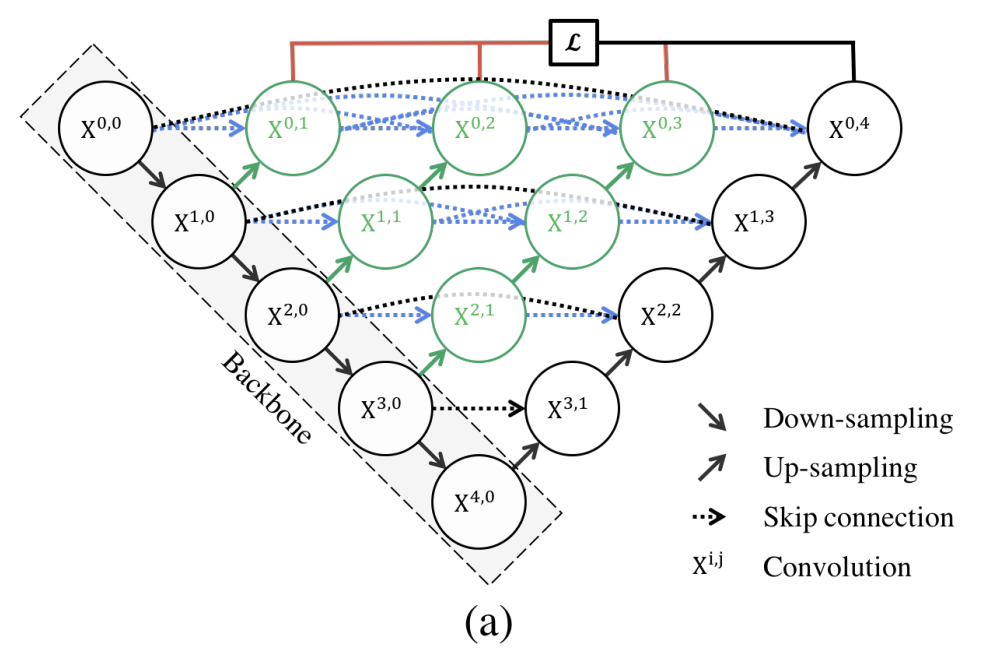 ℒ
X^0,0 X^0,1 X^0,2 X^0,3 X^0,4
X^1,0 X^1,1 X^1,2 X^1,3
X^2,0 X^2,1 X^2,2
X^3,0 X^3,1
X^4,0
Backbone
Down-sampling
Up-sampling
Skip connection
X^i,j Convolution
(a)